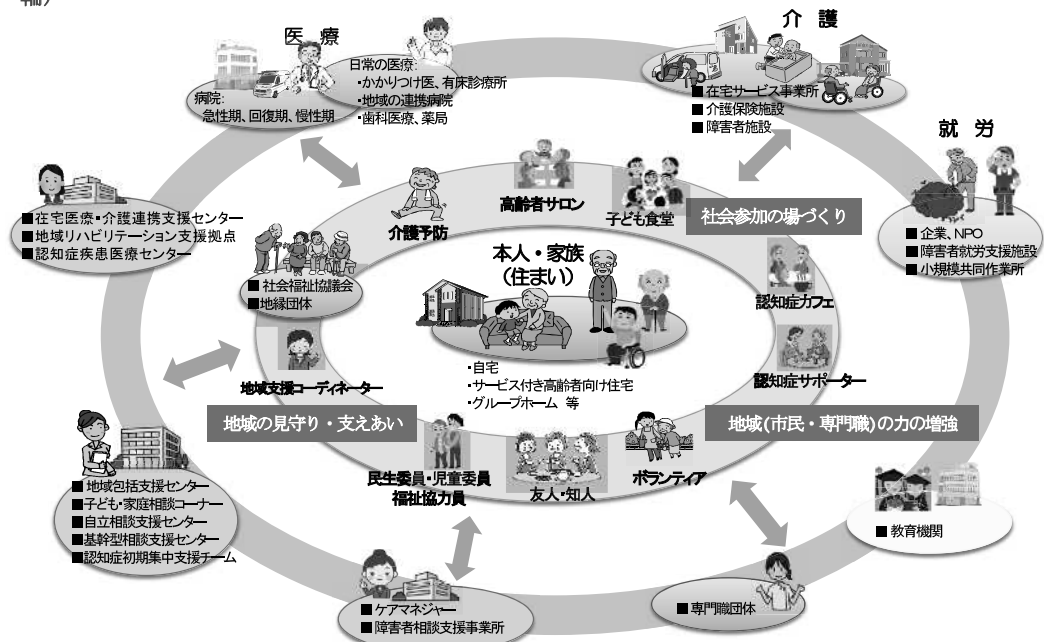 医 療
病院:
急性期、回復期、慢性期
日常の医療:
・かかりつけ医、有床診療所
・地域の連携病院
・歯科医療、薬局
介 護
■在宅サービス事業所
■介護保険施設
■障害者施設
就 労
■企業、NPO
■障害者就労支援施設
■小規模共同作業所
■在宅医療・介護連携支援センター
■地域リハビリテーション支援拠点
■認知症疾患医療センター
介護予防
高齢者サロン
子ども食堂
社会参加の場づくり
■社会福祉協議会
■地縁団体
本人・家族
(住まい)
・自宅
・サービス付き高齢者向け住宅
・グループホーム 等
認知症カフェ
認知症サポーター
地域支援コーディネーター
地域の見守り・支えあい
地域(市民・専門職)の力の増強
民生委員・児童委員
福祉協力員
友人・知人
ボランティア
■地域包括支援センター
■子ども・家庭相談コーナー
■自立相談支援センター
■基幹型相談支援センター
■認知症初期集中支援チーム
■教育機関
■ケアマネジャー
■障害者相談支援事業所
■専門職団体